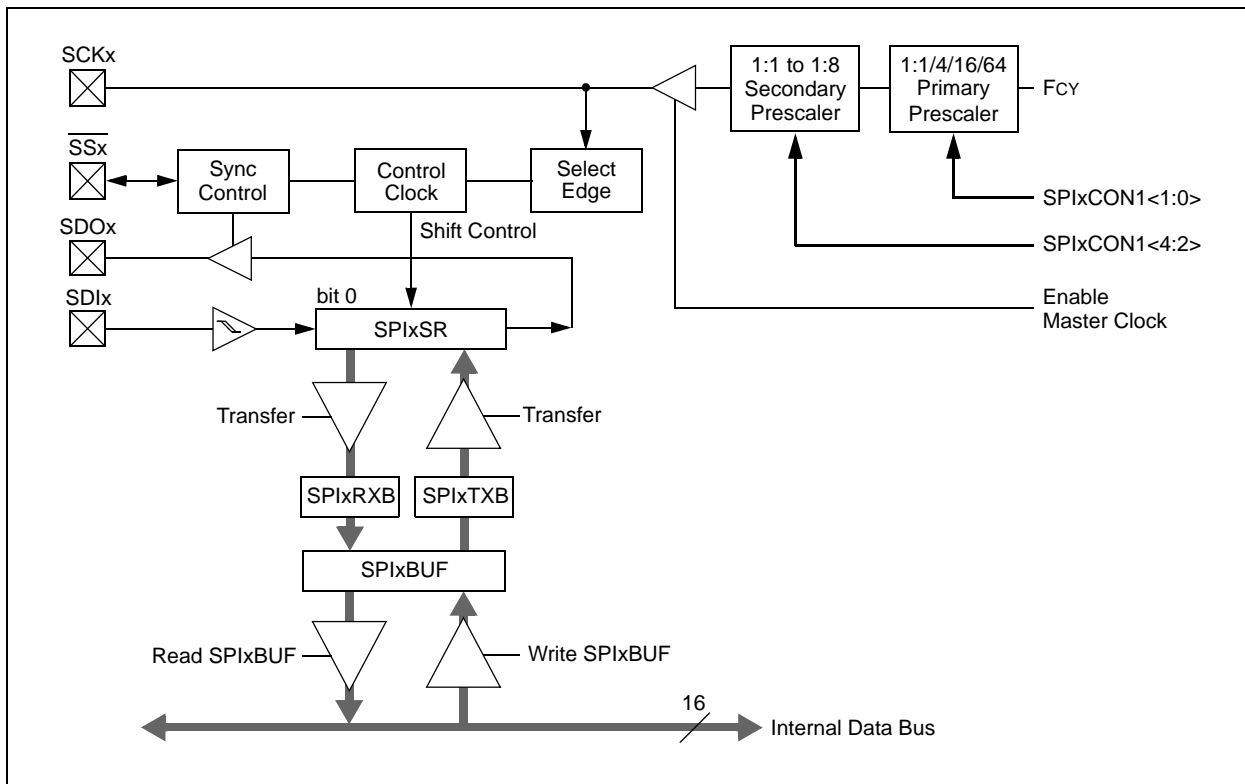 SCKx
1:1 to 1:8
Secondary
Prescaler
1:1/4/16/64
Primary
Prescaler
FCY
SSx
Sync
Control
Control
Clock
Select
Edge
SPIxCON1<1:0>
SDOx
Shift Control
SPIxCON1<4:2>
SDIx
bit 0
SPIxSR
Enable
Master Clock
Transfer
Transfer
SPIxRXB
SPIxTXB
SPIxBUF
Read SPIxBUF
Write SPIxBUF
16
Internal Data Bus